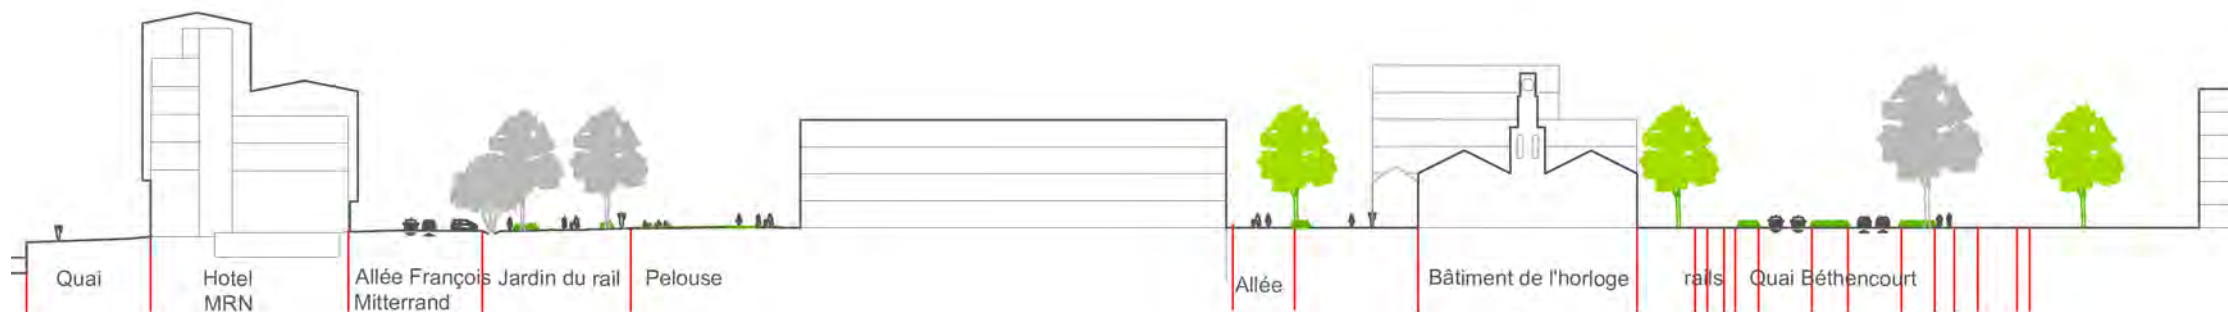 Quai
Hotel
MRN
Allée François
Mitterrand
Jardin du rail
Pelouse
Allée
Bâtiment de l'horloge
rails
Quai Béthencourt